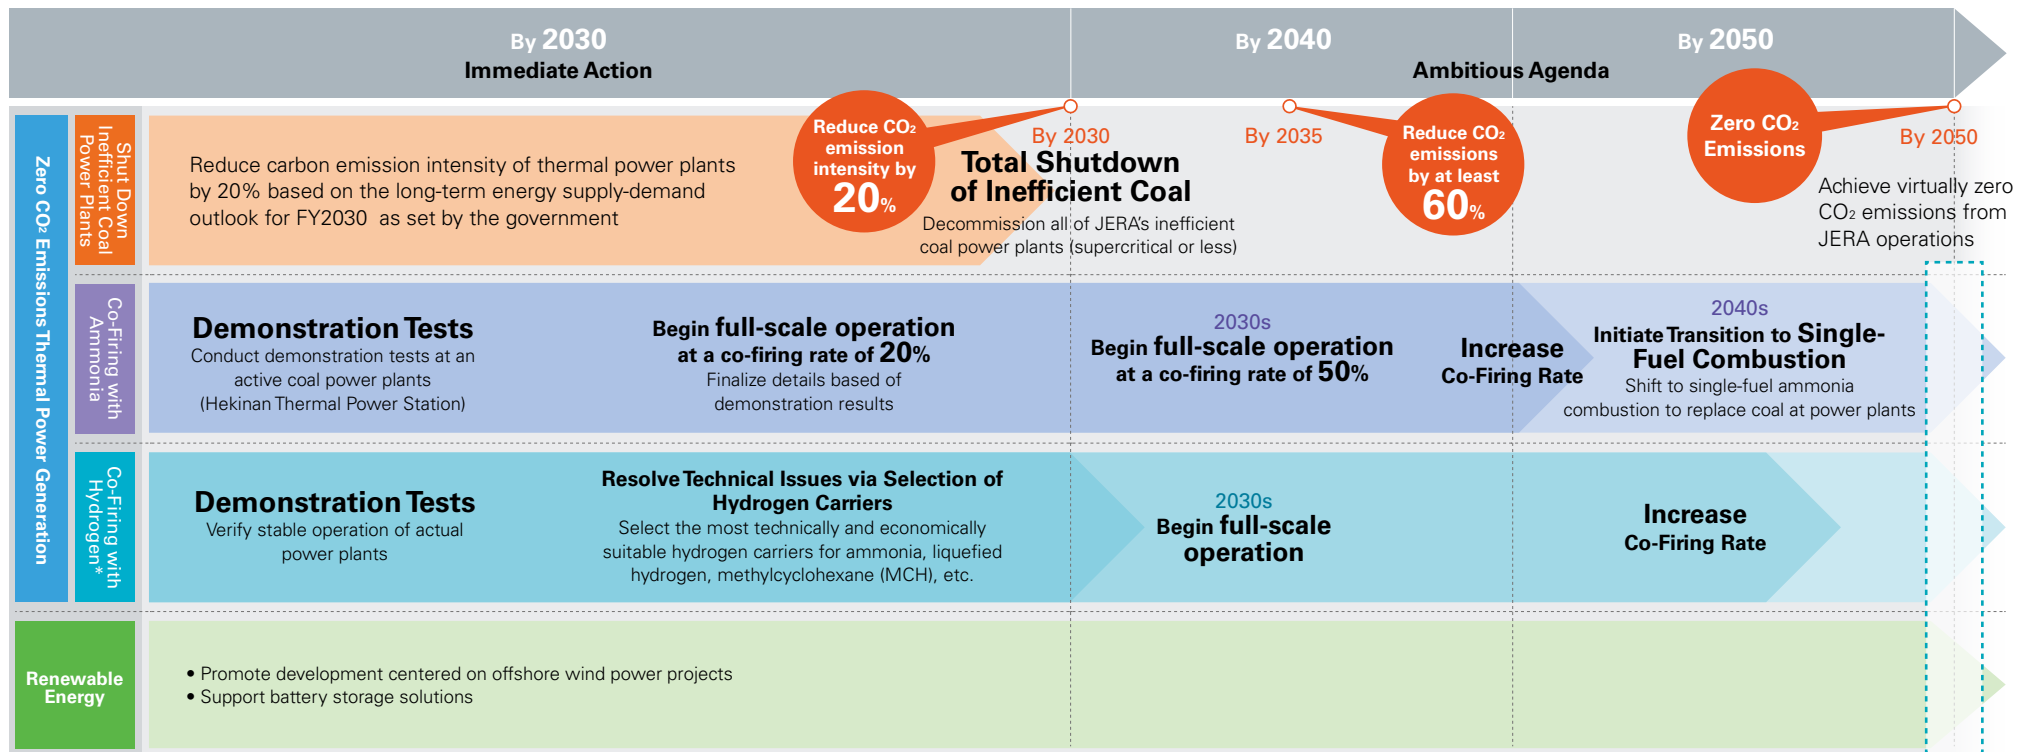 By 2030
Immediate Action
By 2040
By 2050
Ambitious Agenda
Zero CO₂ Emissions Thermal Power Generation
Shut Down
Inefficient Coal
Power Plants
Reduce carbon emission intensity of thermal power plants
by 20% based on the long-term energy supply-demand
outlook for FY2030 as set by the government
Reduce CO₂
emission
intensity by
20%
By 2030
Total Shutdown
of Inefficient Coal
Decommission all of JERA's inefficient
coal power plants (supercritical or less)
By 2035
Reduce CO₂
emissions
by at least
60%
Zero CO₂
Emissions
By 2050
Achieve virtually zero
CO₂ emissions from
JERA operations
Co-Firing with
Ammonia
Demonstration Tests
Conduct demonstration tests at an
active coal power plants
(Hekinan Thermal Power Station)
Begin full-scale operation
at a co-firing rate of 20%
Finalize details based of
demonstration results
2030s
Begin full-scale operation
at a co-firing rate of 50%
Increase
Co-Firing Rate
2040s
Initiate Transition to Single-
Fuel Combustion
Shift to single-fuel ammonia
combustion to replace coal at power plants
Co-Firing with
Hydrogen*
Demonstration Tests
Verify stable operation of actual
power plants
Resolve Technical Issues via Selection of
Hydrogen Carriers
Select the most technically and economically
suitable hydrogen carriers for ammonia, liquefied
hydrogen, methylcyclohexane (MCH), etc.
2030s
Begin full-scale
operation
Increase
Co-Firing Rate
Renewable
Energy
• Promote development centered on offshore wind power projects
• Support battery storage solutions